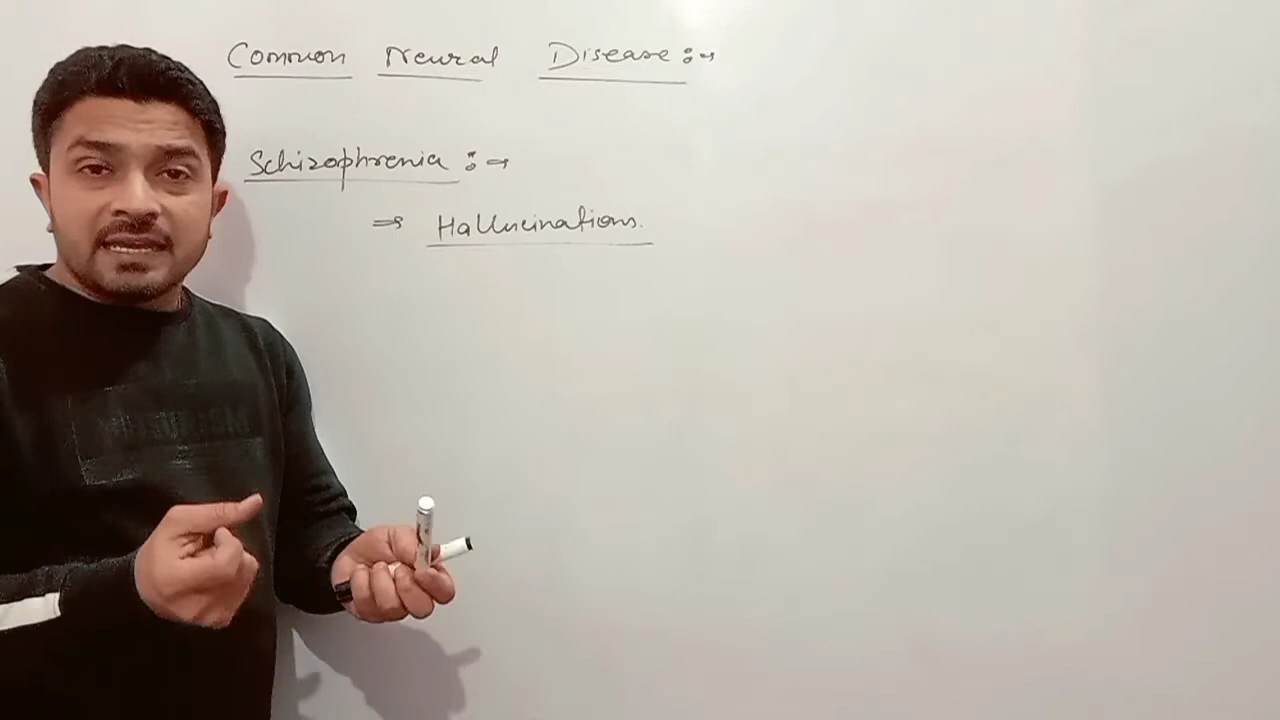 Common Neural Disease :→
Schizophrenia :→
⇒ Hallucinations.